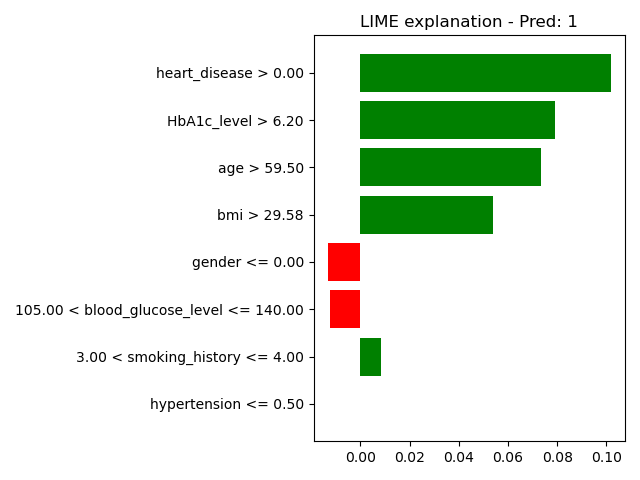 LIME explanation - Pred: 1
heart_disease > 0.00
HbA1c_level > 6.20
age > 59.50
bmi > 29.58
gender <= 0.00
105.00 < blood_glucose_level <= 140.00
3.00 < smoking_history <= 4.00
hypertension <= 0.50
0.00 0.02 0.04 0.06 0.08 0.10